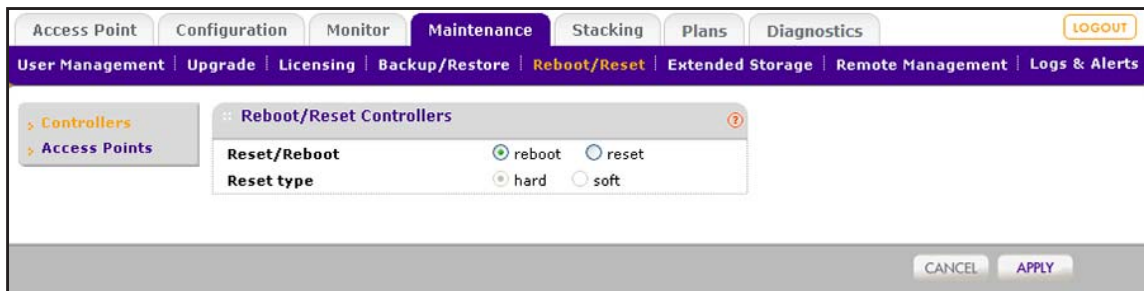 Access Point Configuration Monitor Maintenance Stacking Plans Diagnostics LOGOUT
User Management Upgrade Licensing Backup/Restore Reboot/Reset Extended Storage Remote Management Logs & Alerts
Controllers
Access Points
Reboot/Reset Controllers ?
Reset/Reboot reboot reset
Reset type hard soft
CANCEL APPLY